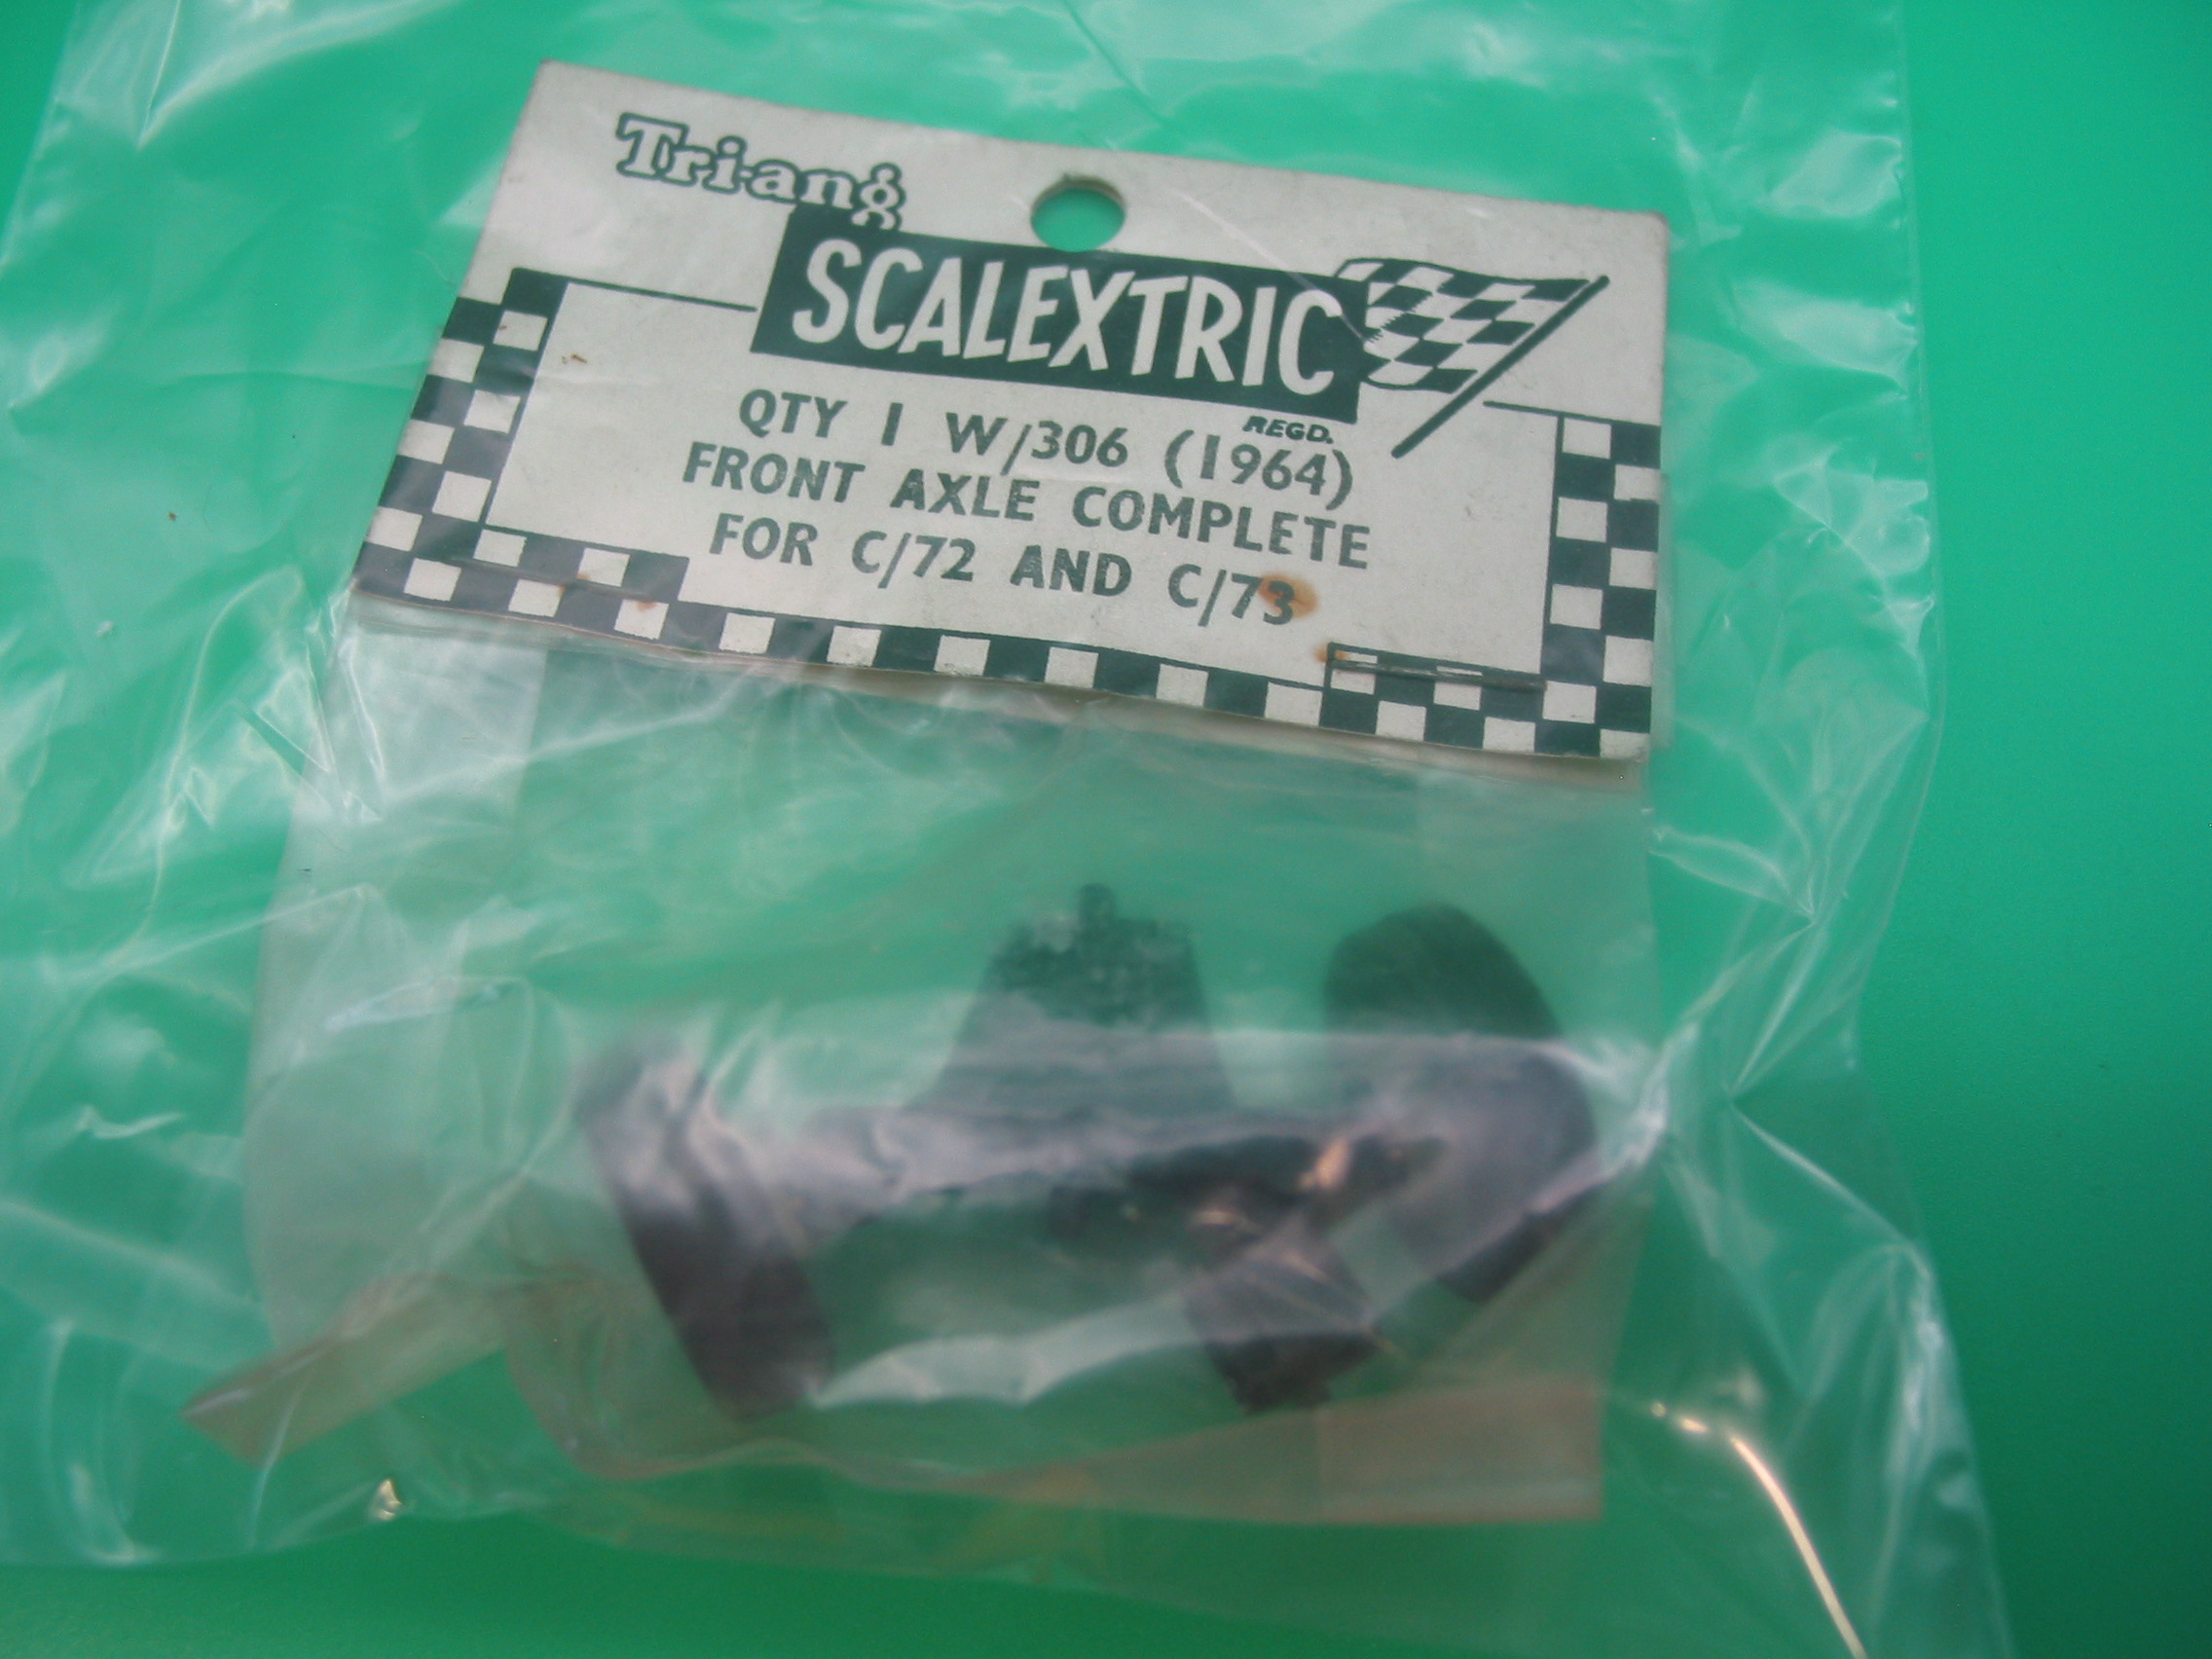 Tri-ang
SCALEXTRIC
REGD.
QTY 1 W/306 (1964)
FRONT AXLE COMPLETE
FOR C/72 AND C/73